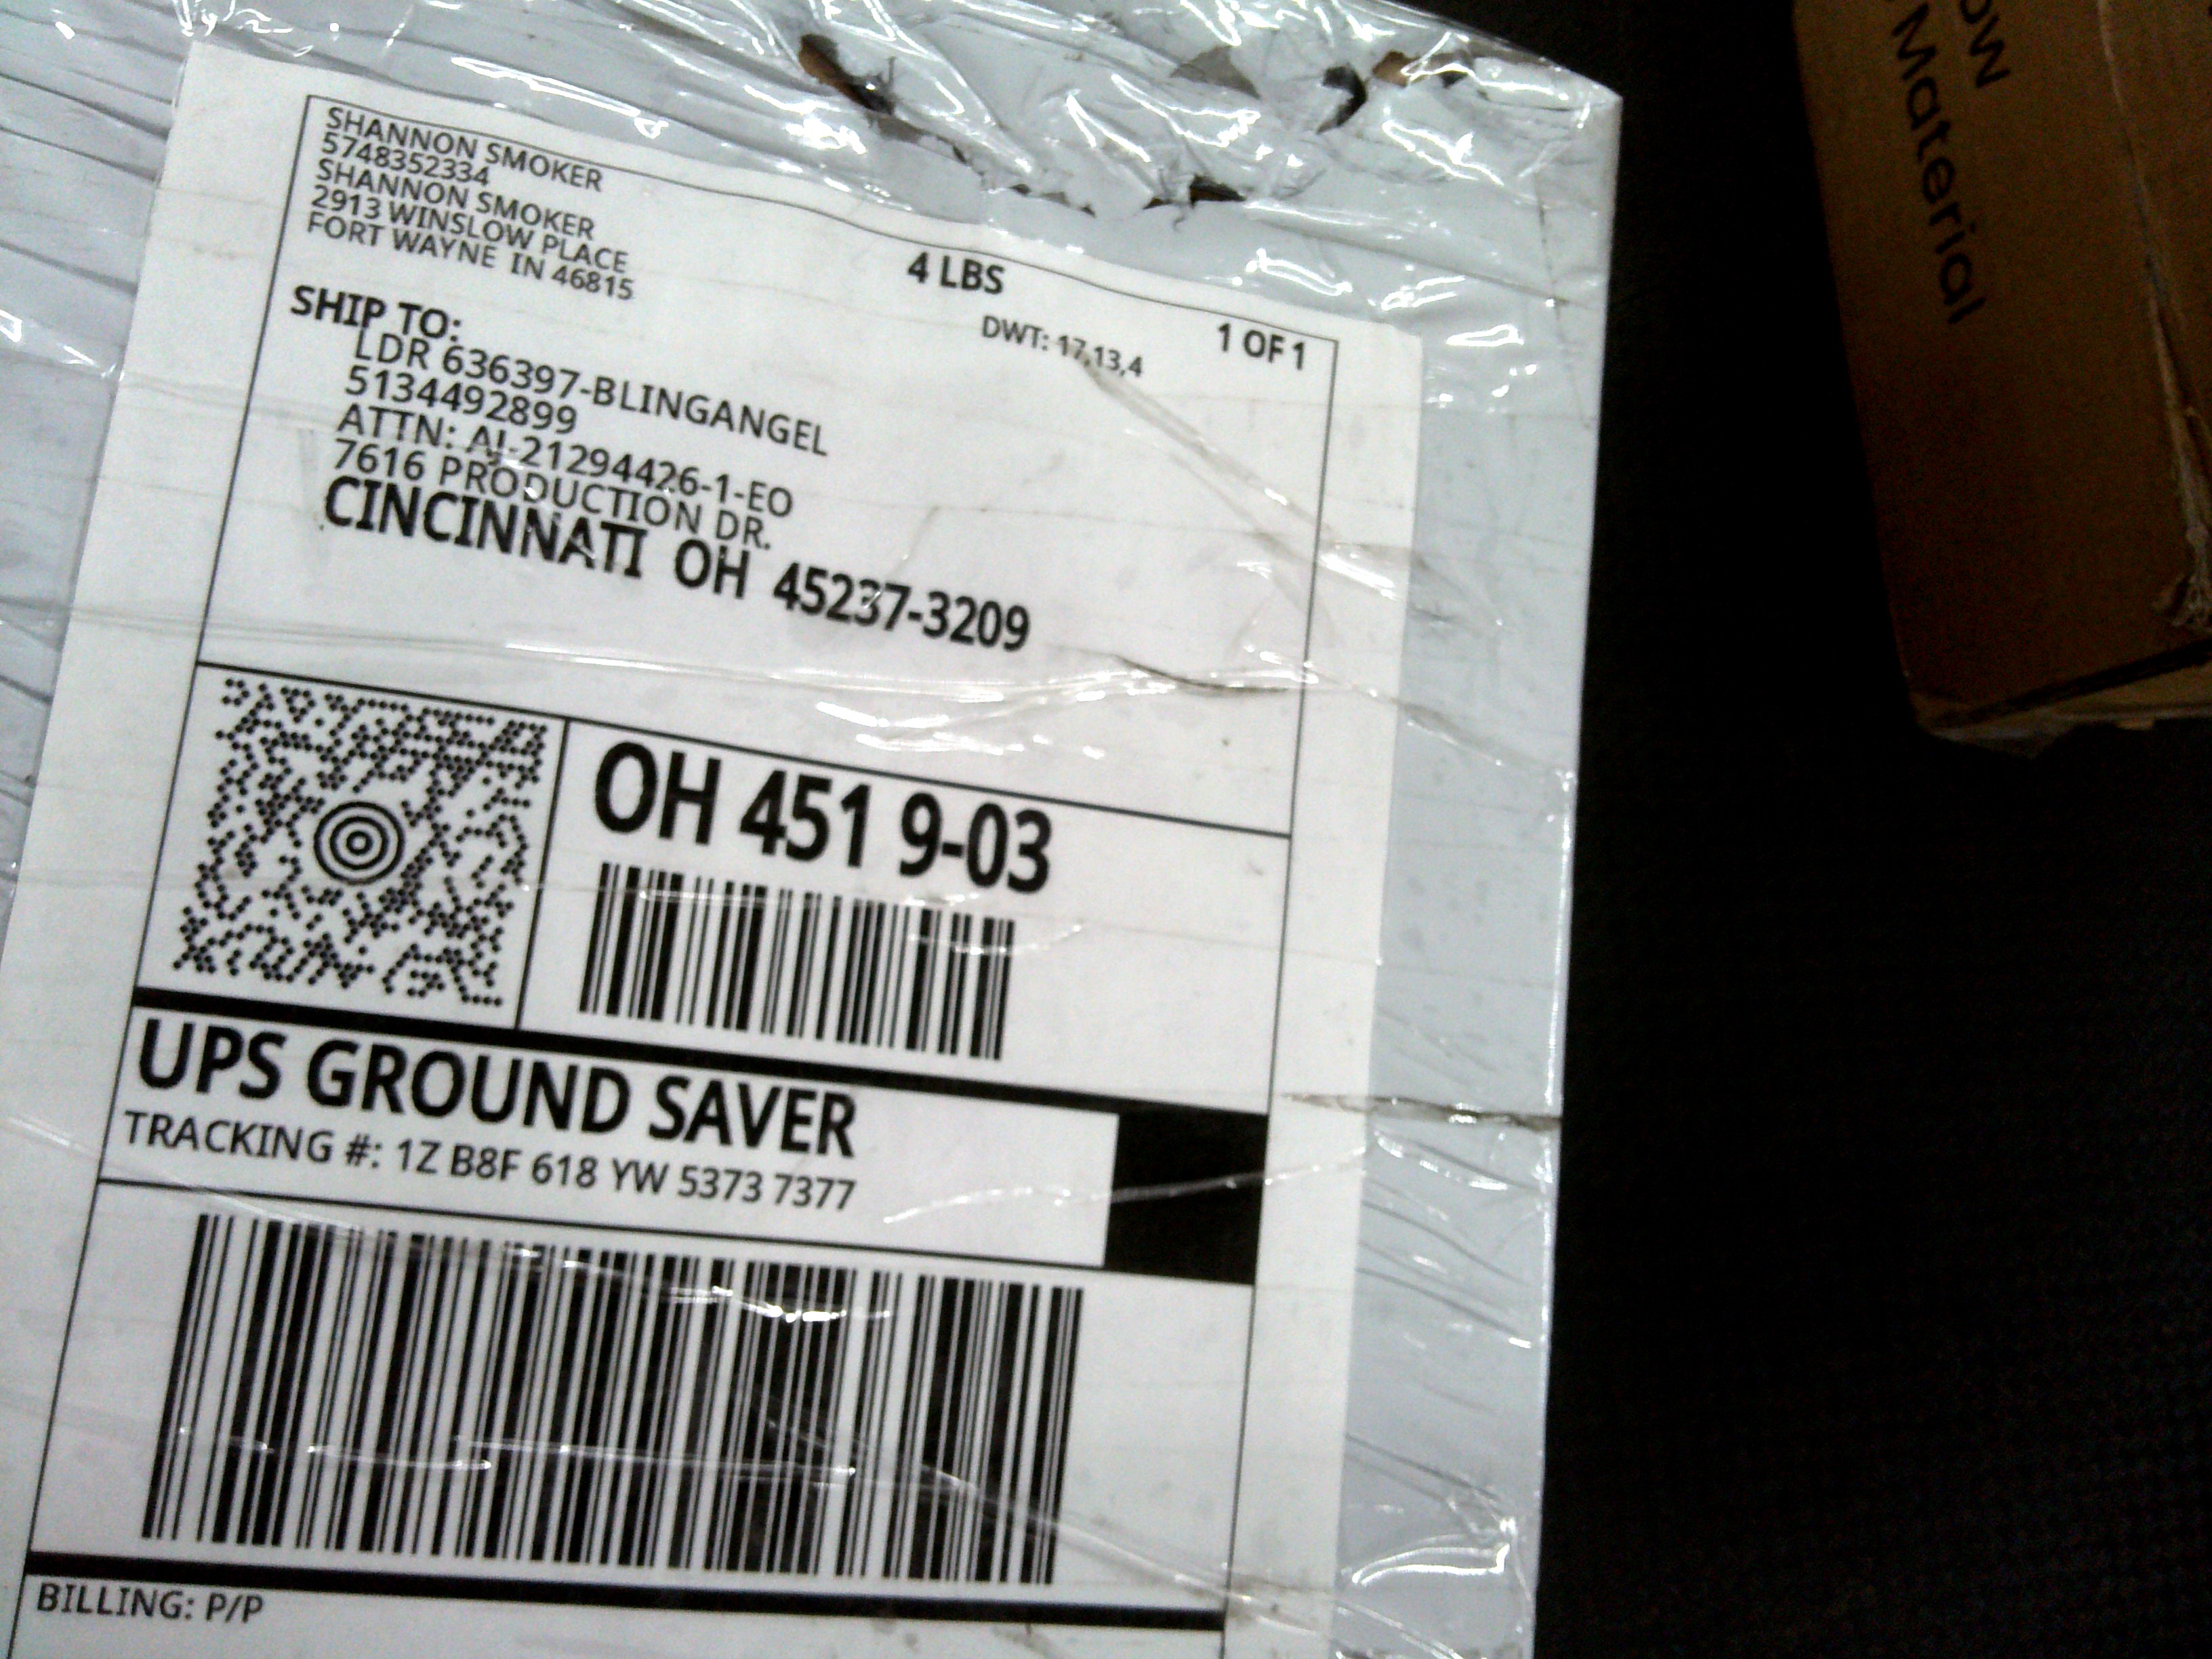 SHANNON SMOKER
5748352334
SHANNON SMOKER
2913 WINSLOW PLACE
FORT WAYNE IN 46815
4 LBS
1 OF 1
DWT: 17,13,4
SHIP TO:
LDR 636397-BLINGANGEL
5134492899
ATTN: AI-21294426-1-EO
7616 PRODUCTION DR.
CINCINNATI OH 45237-3209
OH 451 9-03
UPS GROUND SAVER
TRACKING #: 1Z B8F 618 YW 5373 7377
BILLING: P/P
Material